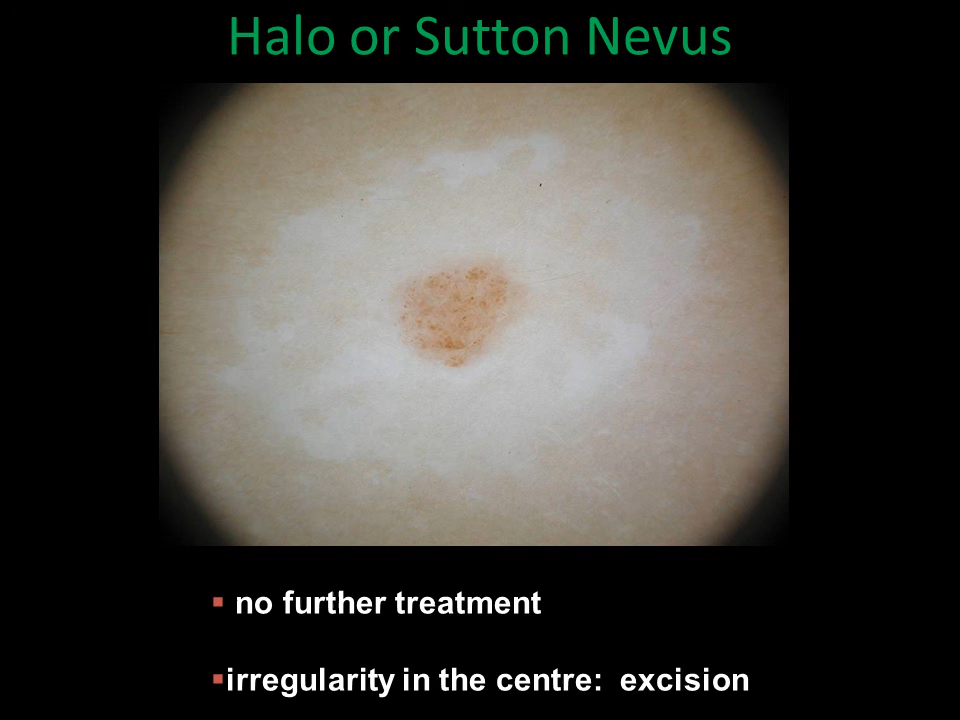 Halo or Sutton Nevus
▪ no further treatment
▪irregularity in the centre: excision